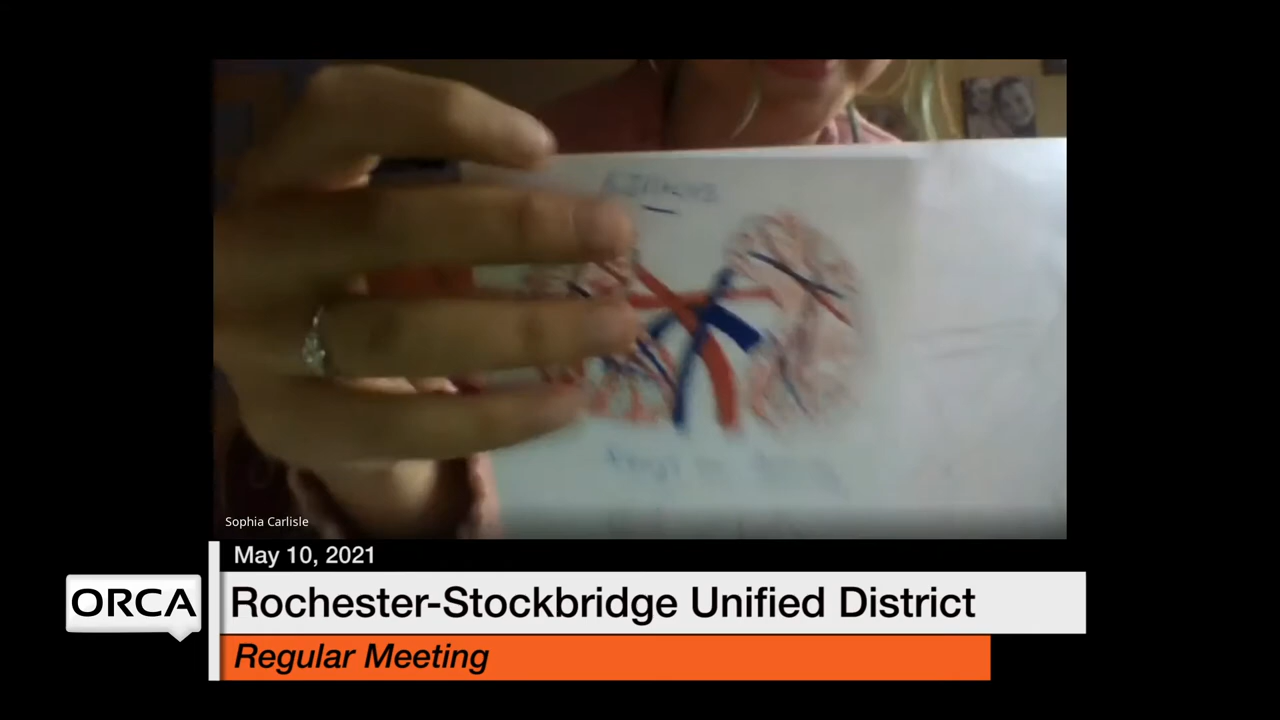 Sophia Carlisle
May 10, 2021
ORCA
Rochester-Stockbridge Unified District
Regular Meeting